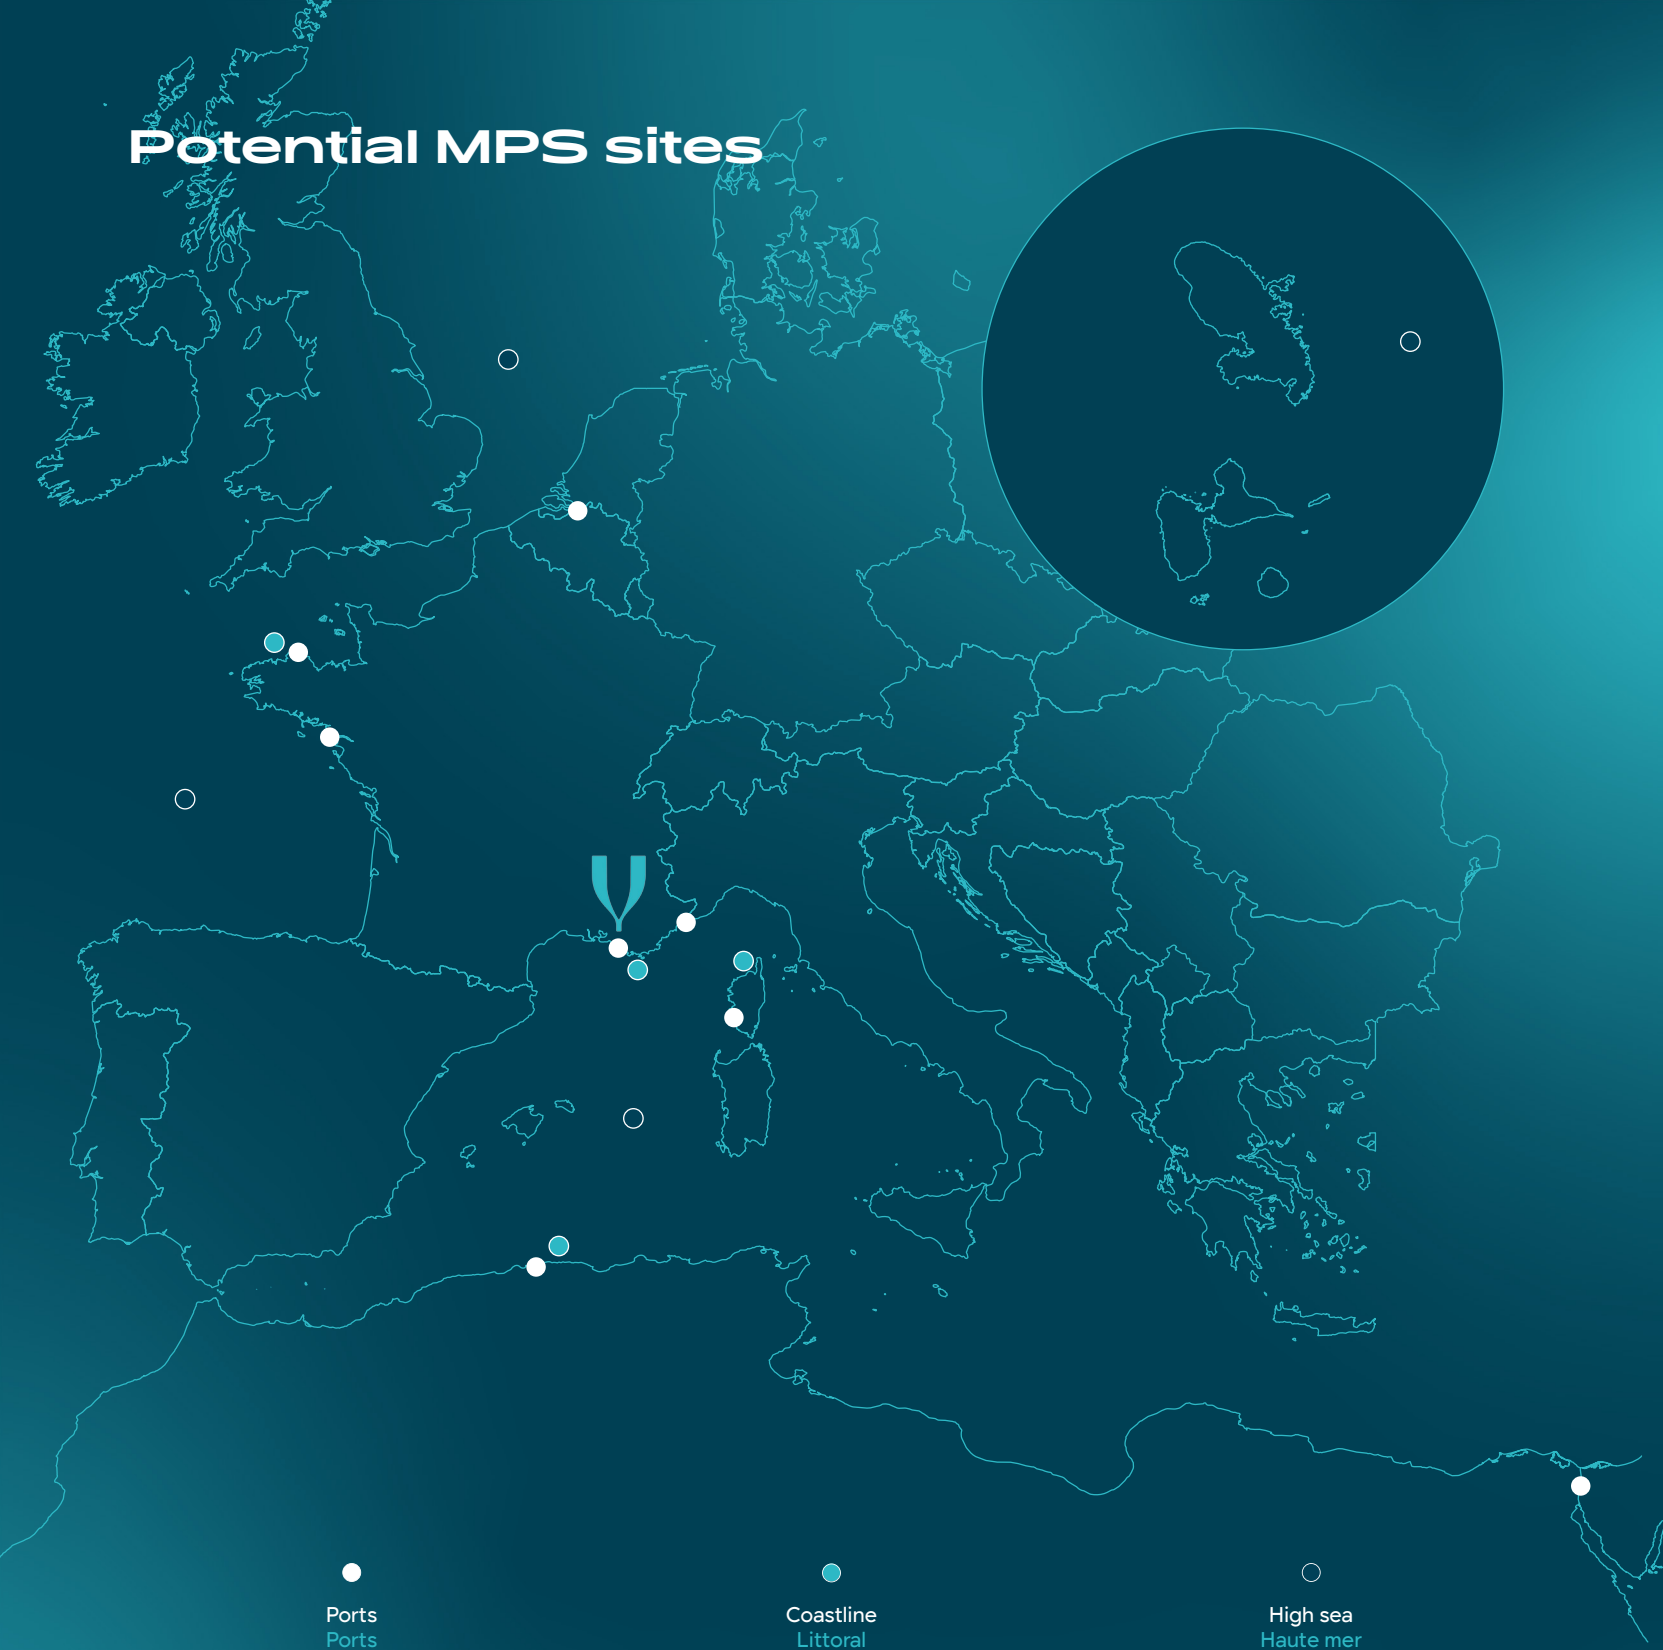 Potential MPS sites
Ports
Ports
Coastline
Littoral
High sea
Haute mer